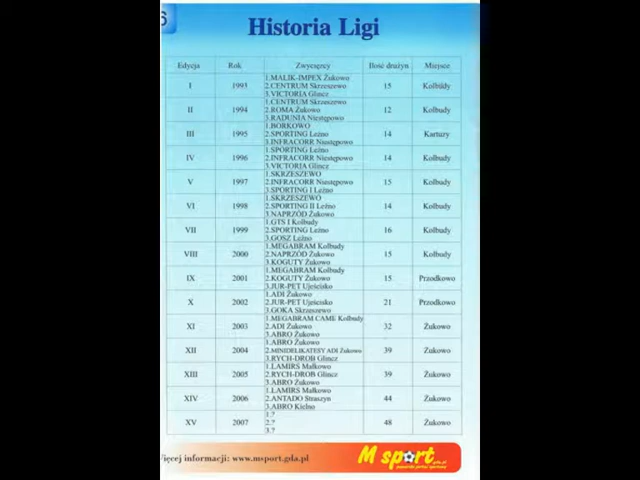 6
Historia Ligi
Edycja Rok Zwycięzcy Ilość drużyn Miejsce
I 1993 1.MALIK-IMPEX Żukowo 2.CENTRUM Skrzeszewo 3.VICTORIA Glincz 15 Kolbudy
II 1994 1.CENTRUM Skrzeszewo 2.ROMA Żukowo 3.RADUNIA Niestępowo 12 Kolbudy
III 1995 1.BORKOWO 2.SPORTING Leźno 3.INFRACORR Niestępowo 14 Kartuzy
IV 1996 1.SPORTING Leźno 2.INFRACORR Niestępowo 3.VICTORIA Glincz 14 Kolbudy
V 1997 1.SKRZESZEWO 2.INFRACORR Niestępowo 3.SPORTING I Leźno 15 Kolbudy
VI 1998 1.SKRZESZEWO 2.SPORTING II Leźno 3.NAPRZÓD Żukowo 14 Kolbudy
VII 1999 1.GTS I Kolbudy 2.SPORTING Leźno 3.GOSZ Leźno 16 Kolbudy
VIII 2000 1.MEGABRAM Kolbudy 2.NAPRZÓD Żukowo 3.KOGUTY Żukowo 15 Kolbudy
IX 2001 1.MEGABRAM Kolbudy 2.KOGUTY Żukowo 3.JUR-PET Ujeścisko 15 Przodkowo
X 2002 1.ADI Żukowo 2.JUR-PET Ujeścisko 3.GOKA Skrzeszewo 21 Przodkowo
XI 2003 1.MEGABRAM CAME Kolbudy 2.ADI Żukowo 3.ABRO Żukowo 32 Żukowo
XII 2004 1.ABRO Żukowo 2.MINIDELIKATESY ADI Żukowo 3.RYCH-DROB Glincz 39 Żukowo
XIII 2005 1.LAMIRS Małkowo 2.RYCH-DROB Glincz 3.ABRO Żukowo 39 Żukowo
XIV 2006 1.LAMIRS Małkowo 2.ANTADO Straszyn 3.ABRO Kielno 44 Żukowo
XV 2007 1.? 2.? 3.? 48 Żukowo
Więcej informacji: www.msport.gda.pl
M sport.gda.pl